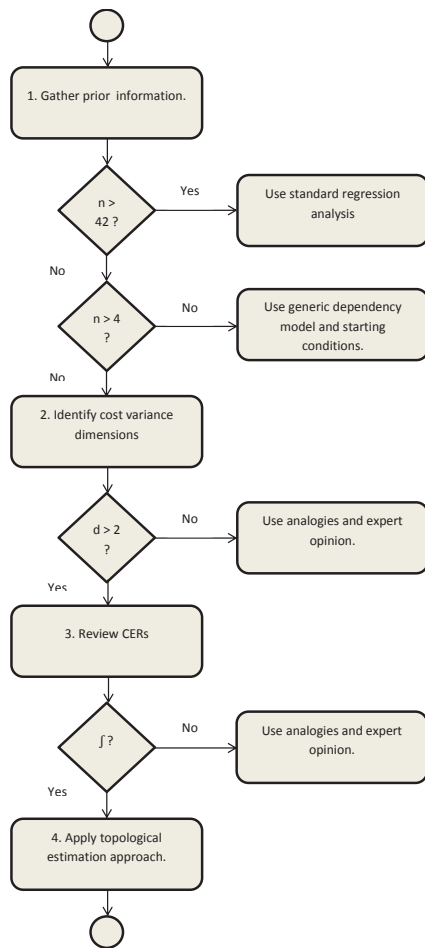 1. Gather prior information.
n >
42 ?
Yes
Use standard regression
analysis
No
n > 4
?
No
Use generic dependency
model and starting
conditions.
No
2. Identify cost variance
dimensions
d > 2
?
No
Use analogies and expert
opinion.
Yes
3. Review CERs
∫ ?
No
Use analogies and expert
opinion.
Yes
4. Apply topological
estimation approach.